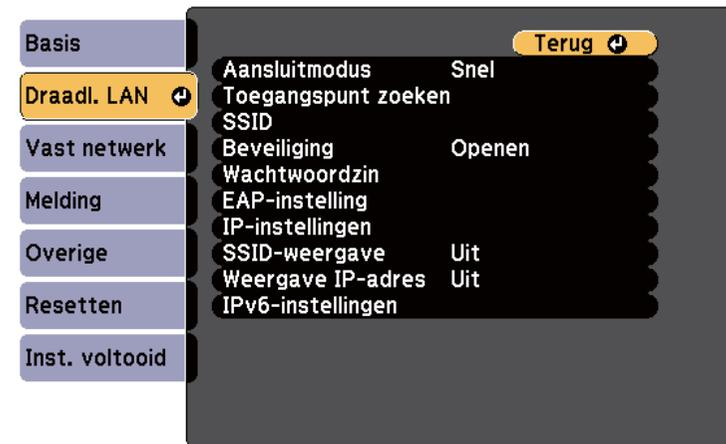 Basis
Draadl. LAN
Vast netwerk
Melding
Overige
Resetten
Inst. voltooid
Terug
Aansluitmodus Snel
Toegangspunt zoeken
SSID
Beveiliging Openen
Wachtwoordzin
EAP-instelling
IP-instellingen
SSID-weergave Uit
Weergave IP-adres Uit
IPv6-instellingen